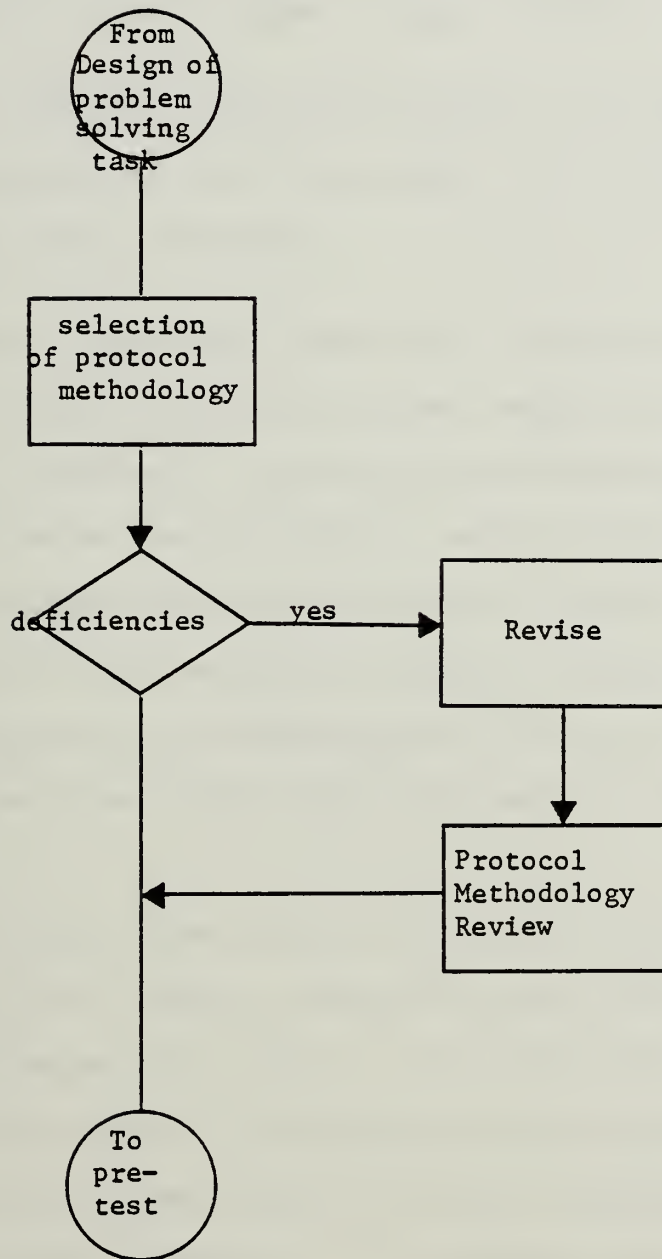 From
Design of
problem
solving
task
selection
of protocol
methodology
deficiencies
yes
Revise
Protocol
Methodology
Review
To
pre-
test